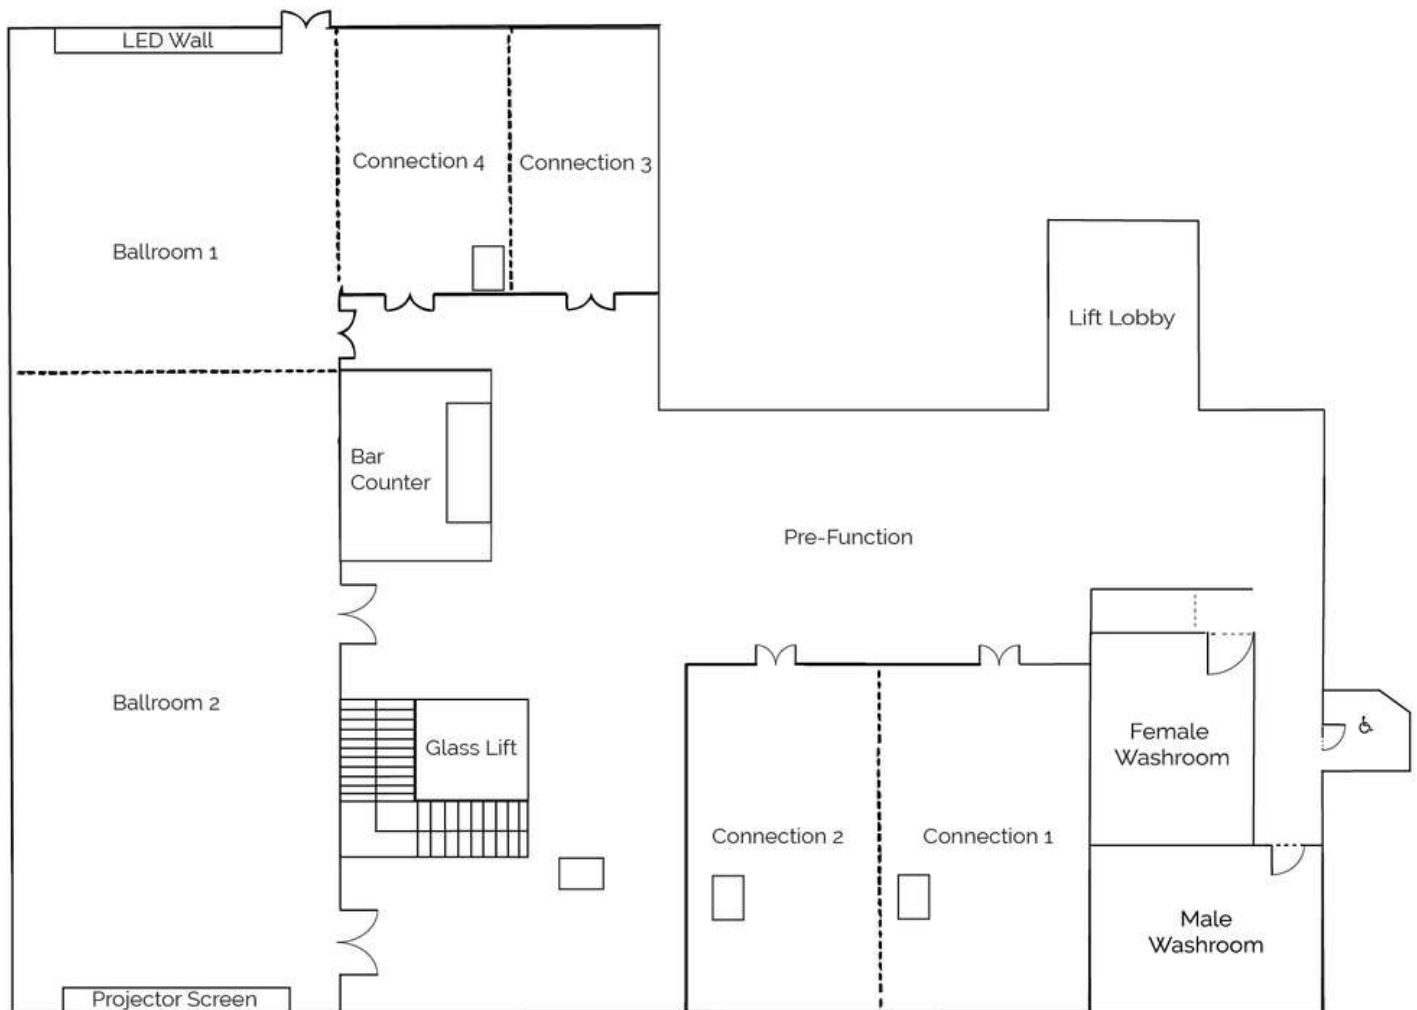 LED Wall
Connection 4
Connection 3
Ballroom 1
Lift Lobby
Bar
Counter
Pre-Function
Ballroom 2
Glass Lift
Female
Washroom
Connection 2
Connection 1
Male
Washroom
Projector Screen